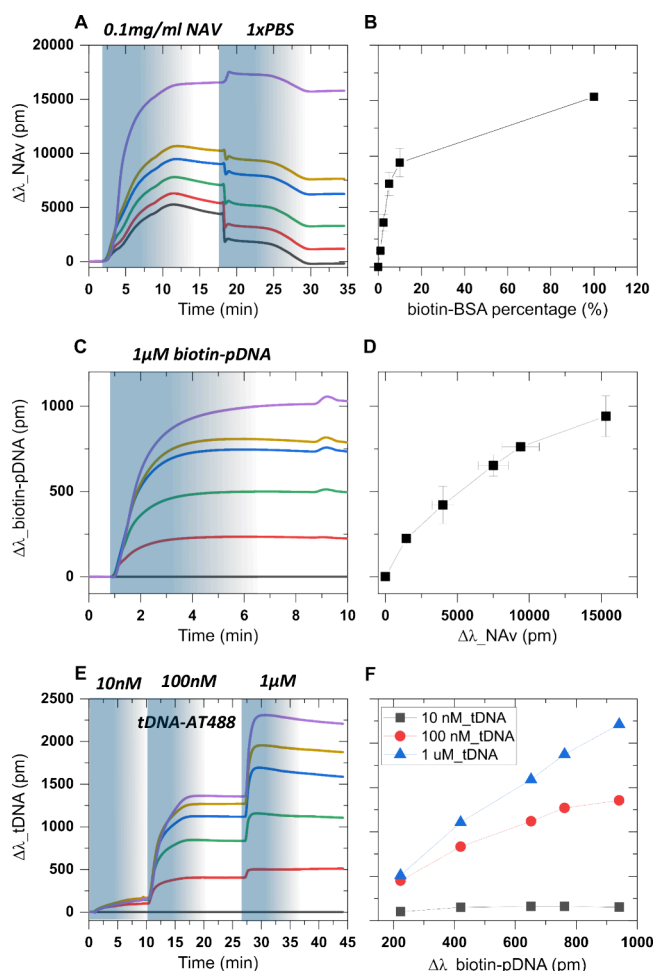 A
0.1mg/ml NAV 1xPBS
20000
15000
10000
5000
0
Δλ_NAv (pm)
0 5 10 15 20 25 30 35
Time (min)
B
0 20 40 60 80 100 120
biotin-BSA percentage (%)
C
1µM biotin-pDNA
1000
500
0
Δλ_biotin-pDNA (pm)
0 2 4 6 8 10
Time (min)
D
0 5000 10000 15000
Δλ_NAv (pm)
E
10nM 100nM 1µM
tDNA-AT488
2500
2000
1500
1000
500
0
Δλ_tDNA (pm)
0 5 10 15 20 25 30 35 40 45
Time (min)
F
10 nM_tDNA
100 nM_tDNA
1 uM_tDNA
200 400 600 800 1000
Δλ_biotin-pDNA (pm)